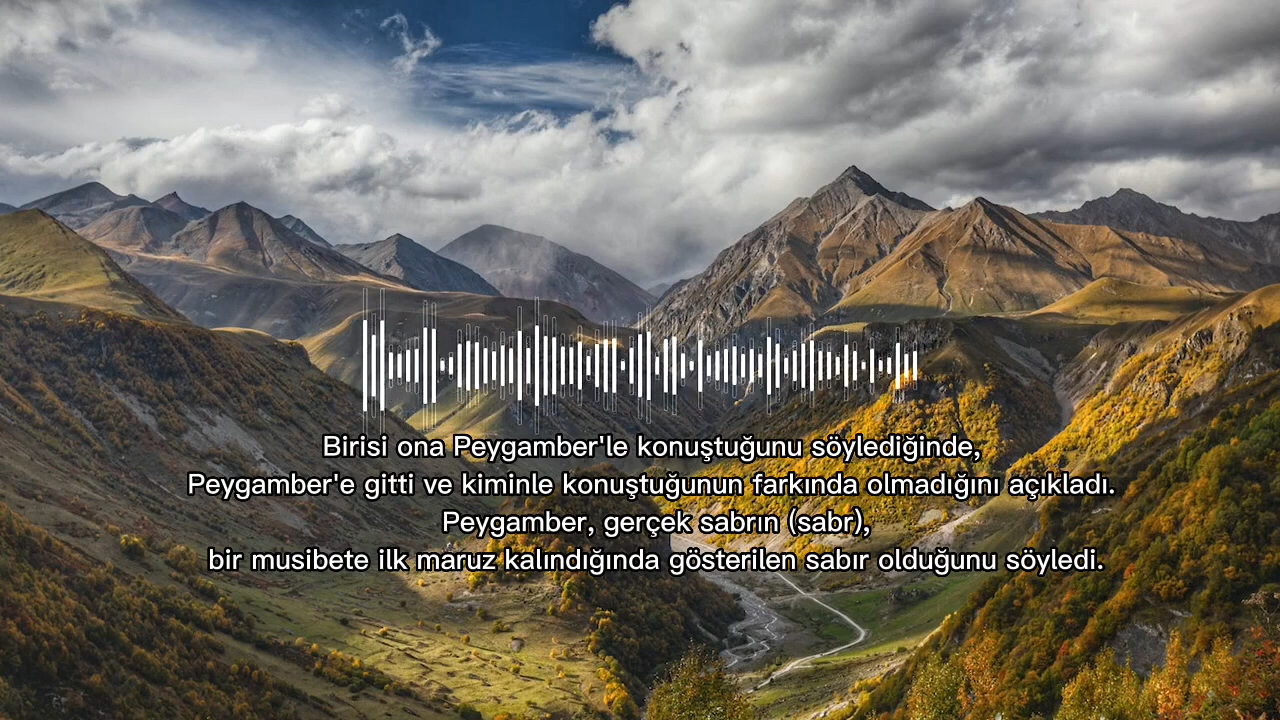 Birisi ona Peygamber'le konuştuğunu söylediğinde,
Peygamber'e gitti ve kiminle konuştuğunun farkında olmadığını açıkladı.
Peygamber, gerçek sabrın (sabr),
bir musibete ilk maruz kalındığında gösterilen sabır olduğunu söyledi.